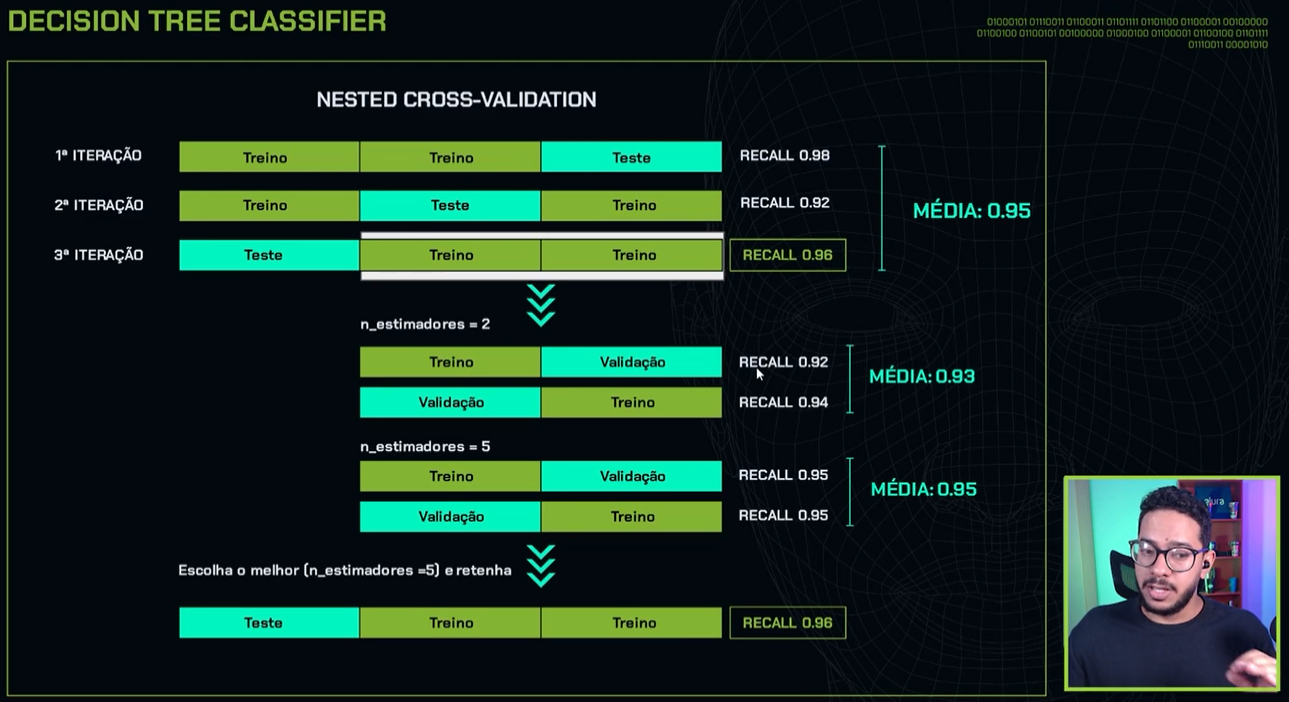 DECISION TREE CLASSIFIER
01000101 01110011 01100011 01101111 01101100 01100001 00100000
01100100 01100101 00100000 01000100 01100001 01100100 01101111
01110011 00001010
NESTED CROSS-VALIDATION
1ª ITERAÇÃO Treino Treino Teste RECALL 0.98
2ª ITERAÇÃO Treino Teste Treino RECALL 0.92
MÉDIA: 0.95
3ª ITERAÇÃO Teste Treino Treino RECALL 0.96
n_estimadores = 2
Treino Validação RECALL 0.92
MÉDIA: 0.93
Validação Treino RECALL 0.94
n_estimadores = 5
Treino Validação RECALL 0.95
MÉDIA: 0.95
Validação Treino RECALL 0.95
Escolha o melhor (n_estimadores =5) e retenha
Teste Treino Treino RECALL 0.96